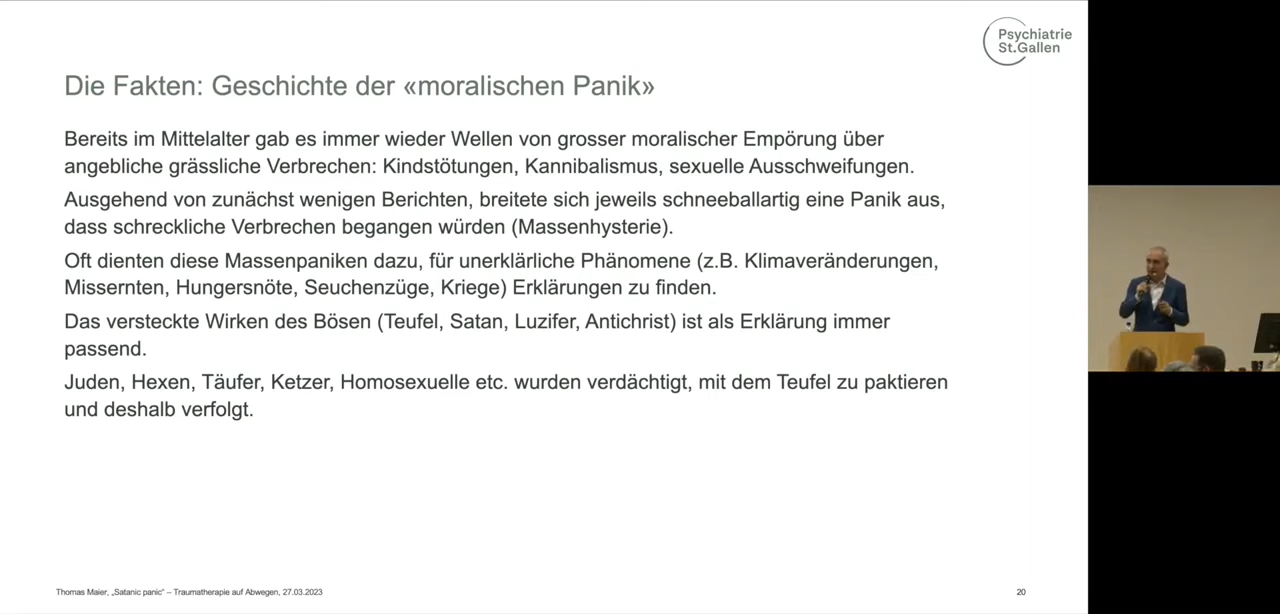 Psychiatrie
St.Gallen
Die Fakten: Geschichte der «moralischen Panik»
Bereits im Mittelalter gab es immer wieder Wellen von grosser moralischer Empörung über
angebliche grässliche Verbrechen: Kindstötungen, Kannibalismus, sexuelle Ausschweifungen.
Ausgehend von zunächst wenigen Berichten, breitete sich jeweils schneeballartig eine Panik aus,
dass schreckliche Verbrechen begangen würden (Massenhysterie).
Oft dienten diese Massenpaniken dazu, für unerklärliche Phänomene (z.B. Klimaveränderungen,
Missernten, Hungersnöte, Seuchenzüge, Kriege) Erklärungen zu finden.
Das versteckte Wirken des Bösen (Teufel, Satan, Luzifer, Antichrist) ist als Erklärung immer
passend.
Juden, Hexen, Täufer, Ketzer, Homosexuelle etc. wurden verdächtigt, mit dem Teufel zu paktieren
und deshalb verfolgt.
Thomas Maier, „Satanic panic“ – Traumatherapie auf Abwegen, 27.03.2023
20